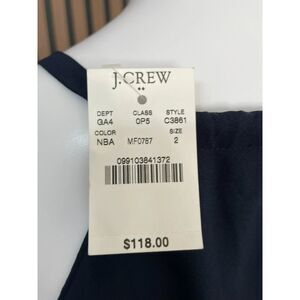 J.CREW
DEPT CLASS STYLE
GA4 0P5 C3861
COLOR SIZE
NBA MF0787 2
099103841372
$118.00